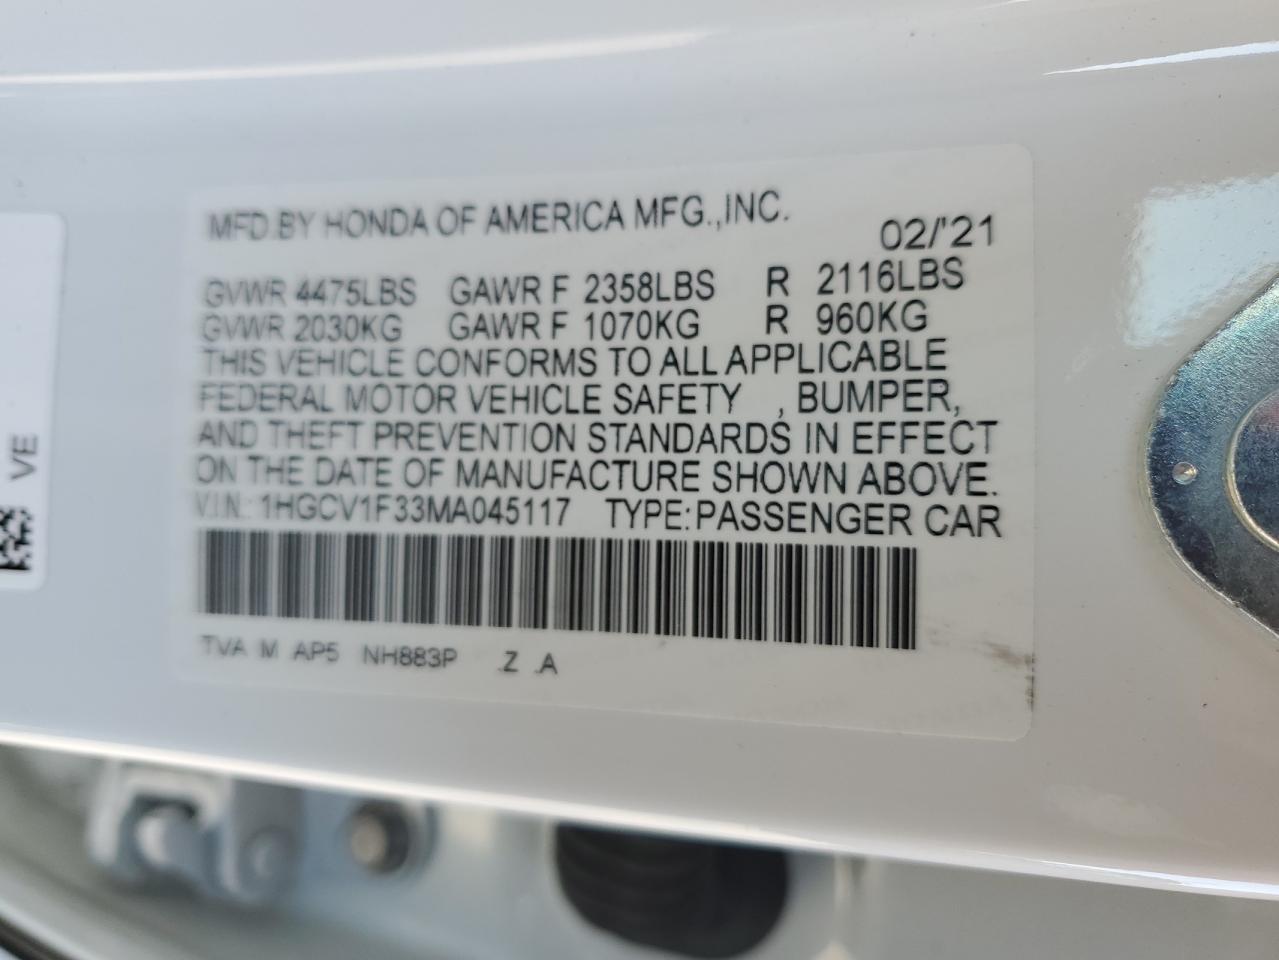 MFD.BY HONDA OF AMERICA MFG.,INC. 02/'21
GVWR 4475LBS GAWR F 2358LBS R 2116LBS
GVWR 2030KG GAWR F 1070KG R 960KG
THIS VEHICLE CONFORMS TO ALL APPLICABLE
FEDERAL MOTOR VEHICLE SAFETY , BUMPER,
AND THEFT PREVENTION STANDARDS IN EFFECT
ON THE DATE OF MANUFACTURE SHOWN ABOVE.
V.I.N.: 1HGCV1F33MA045117 TYPE: PASSENGER CAR
TVA M AP5 NH883P .Z .A
VE